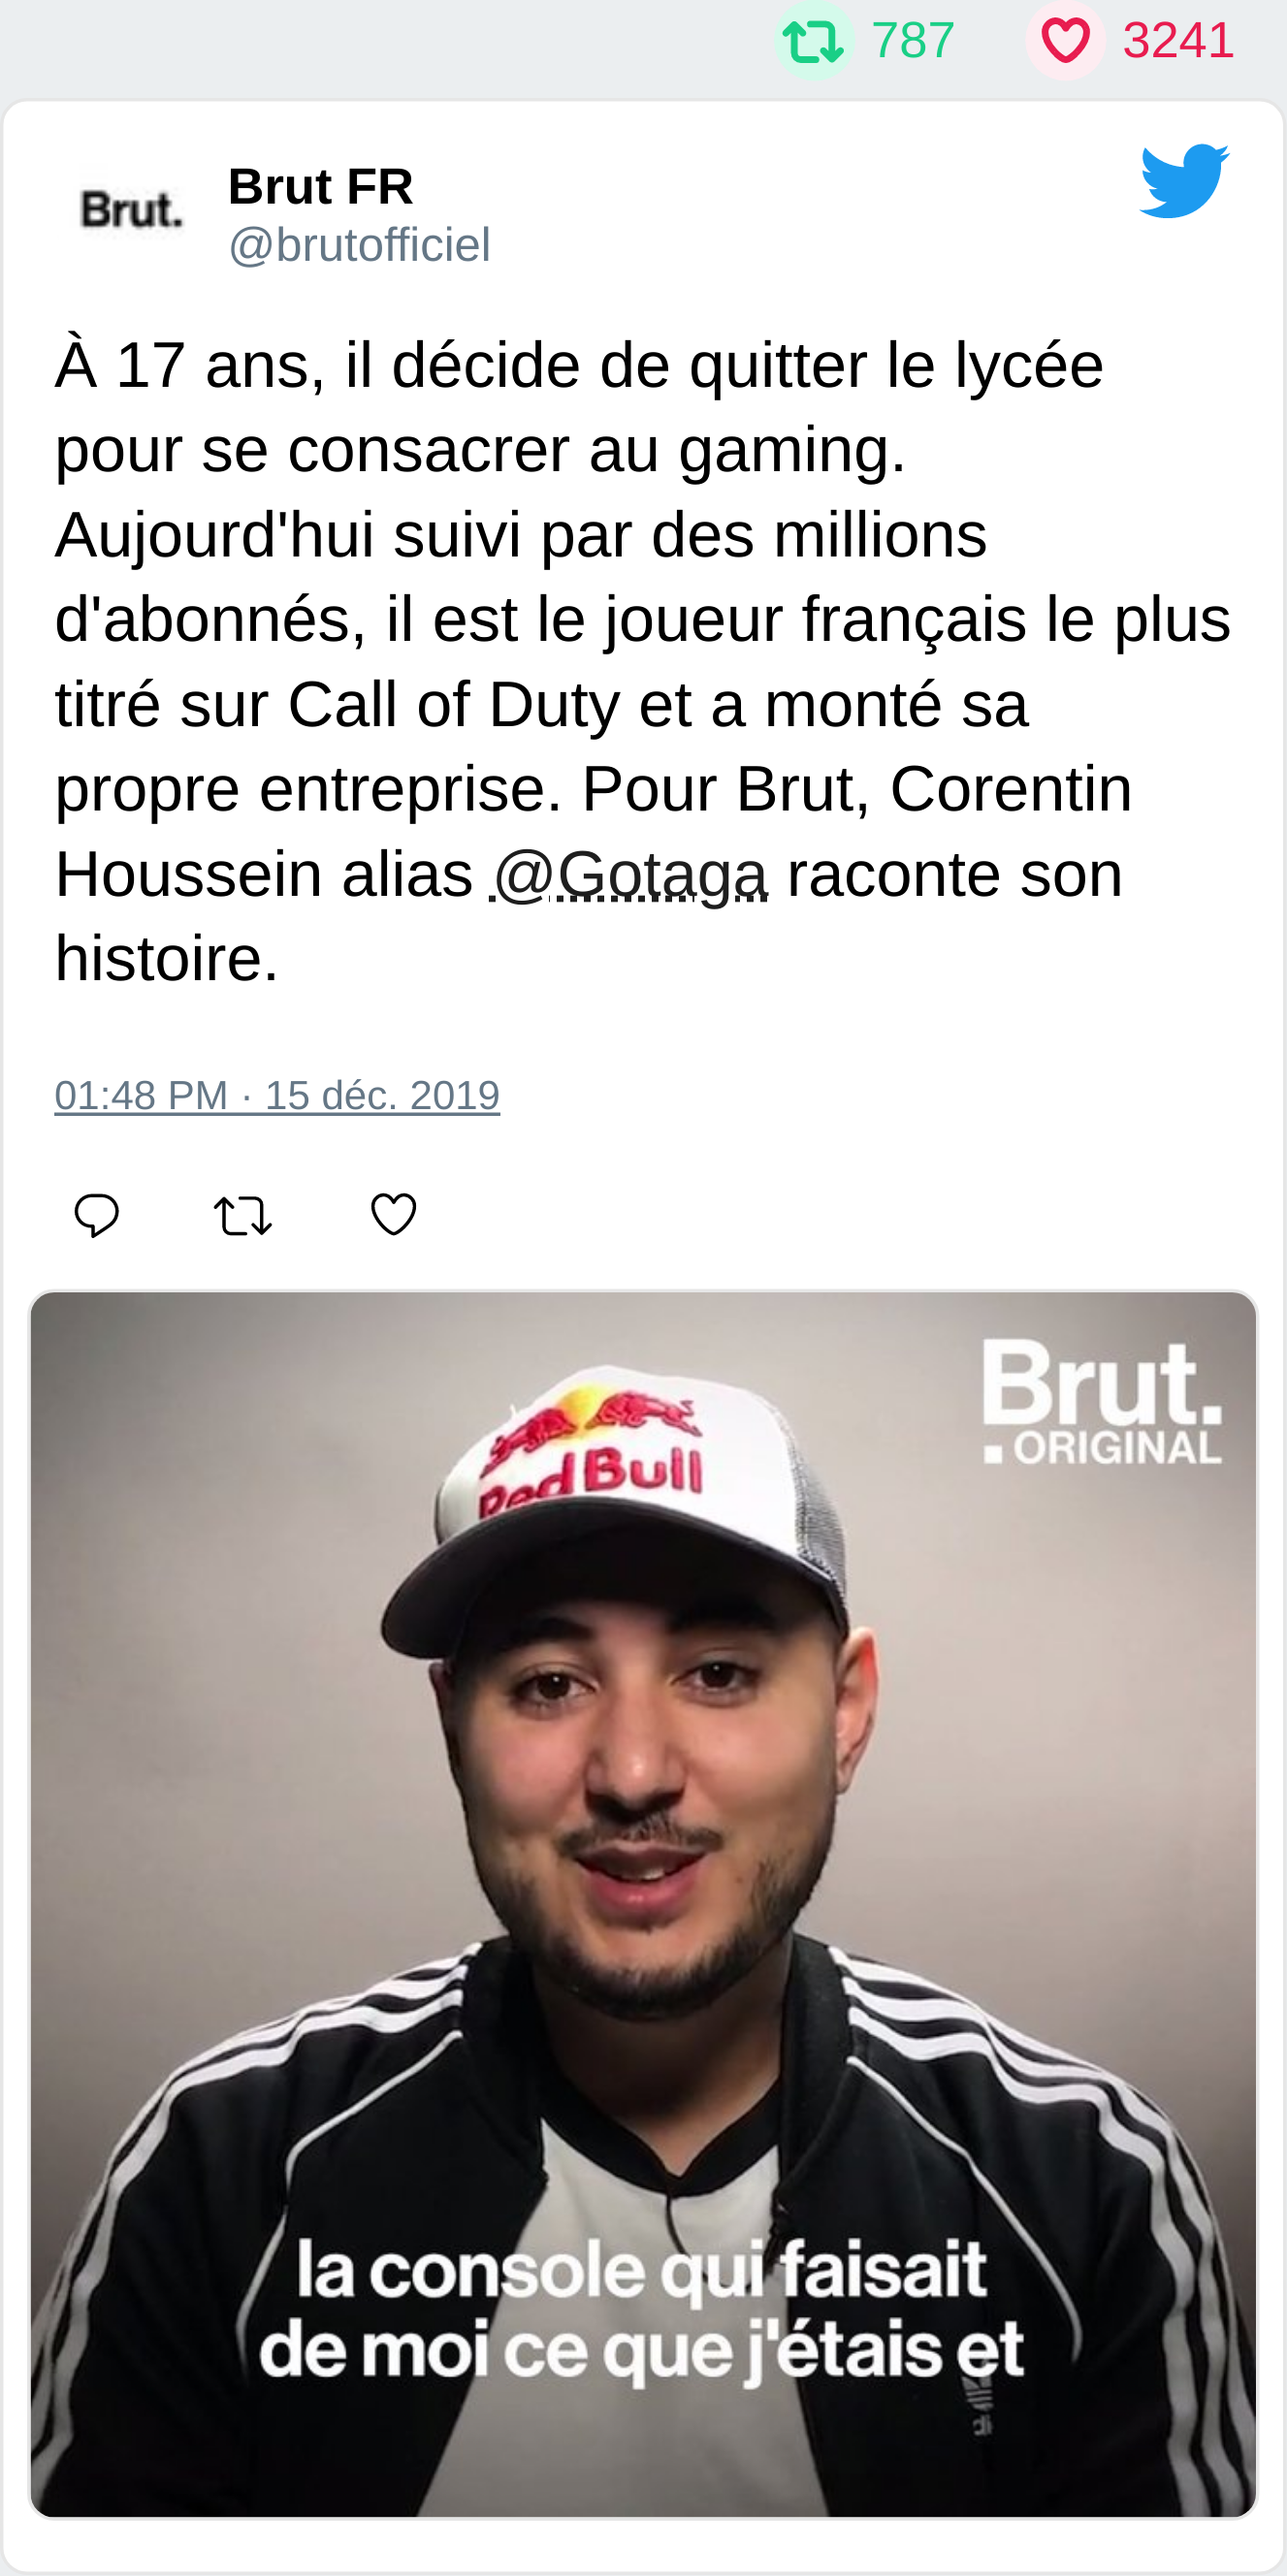 787 3241
Brut.
Brut FR
@brutofficiel
À 17 ans, il décide de quitter le lycée
pour se consacrer au gaming.
Aujourd'hui suivi par des millions
d'abonnés, il est le joueur français le plus
titré sur Call of Duty et a monté sa
propre entreprise. Pour Brut, Corentin
Houssein alias @Gotaga raconte son
histoire.
01:48 PM · 15 déc. 2019
Brut.
ORIGINAL
Red Bull
la console qui faisait
de moi ce que j'étais et